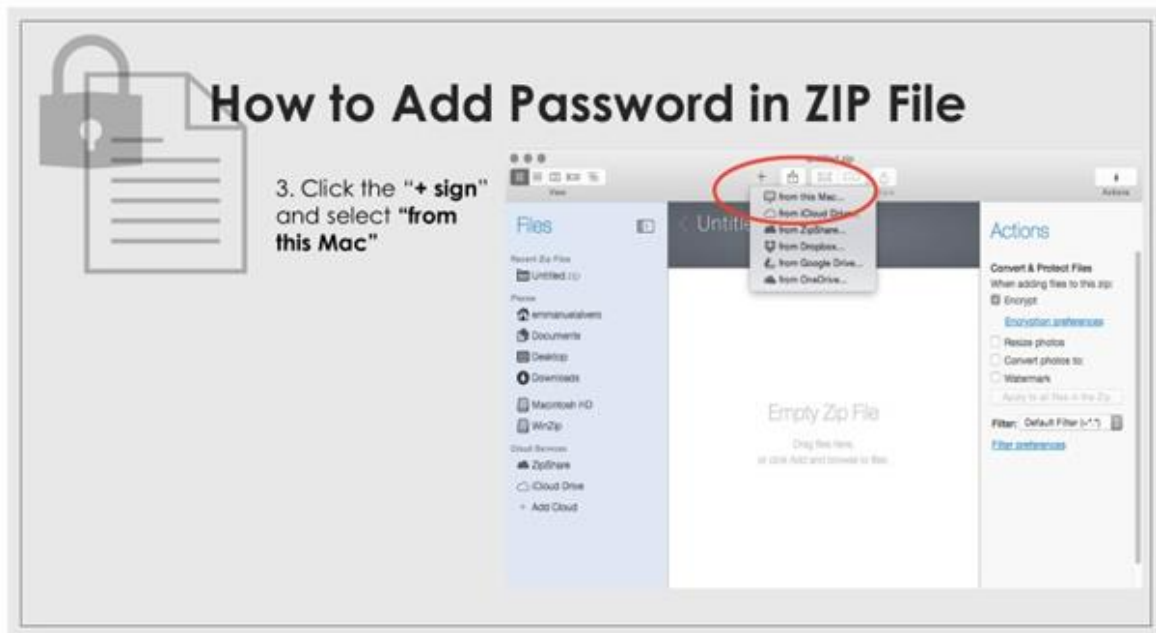 How to Add Password in ZIP File
3. Click the "+ sign"
and select "from
this Mac"
View
Actions
from this Mac...
from iCloud Drive...
from ZipShare...
from Dropbox...
from Google Drive...
from OneDrive...
Files
Recent Zip Files
Untitled.zip
Places
emmanuelalvero
Documents
Desktop
Downloads
Macintosh HD
WinZip
Cloud Services
ZipShare
iCloud Drive
+ Add Cloud
Empty Zip File
Drag files here,
or click Add and browse to files.
Actions
Convert & Protect Files
When adding files to this zip:
Encrypt
Encryption preferences
Resize photos
Convert photos to:
Watermark
Apply to all files in the Zip
Filter: Default Filter (*.*)
Filter preferences